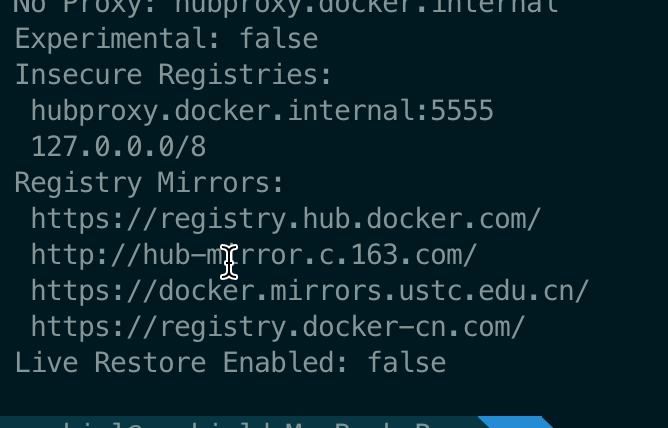 No Proxy: hubproxy.docker.internal
Experimental: false
Insecure Registries:
hubproxy.docker.internal:5555
127.0.0.0/8
Registry Mirrors:
https://registry.hub.docker.com/
http://hub-mirror.c.163.com/
https://docker.mirrors.ustc.edu.cn/
https://registry.docker-cn.com/
Live Restore Enabled: false